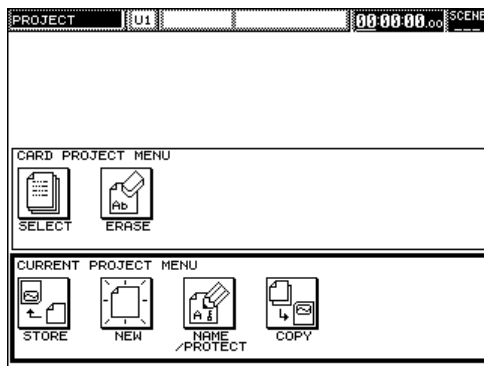 PROJECT U1 00:00:00.00 SCENE
---
CARD PROJECT MENU
Ab
SELECT ERASE
CURRENT PROJECT MENU
A
STORE NEW NAME COPY
/PROTECT